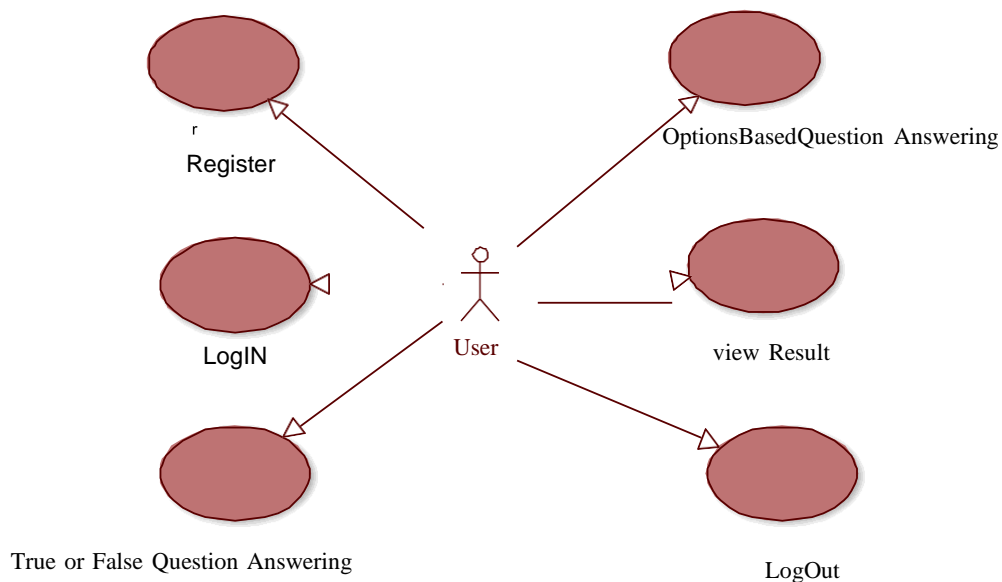 OptionsBasedQuestion Answering
r
Register
User
view Result
LogIN
True or False Question Answering
LogOut